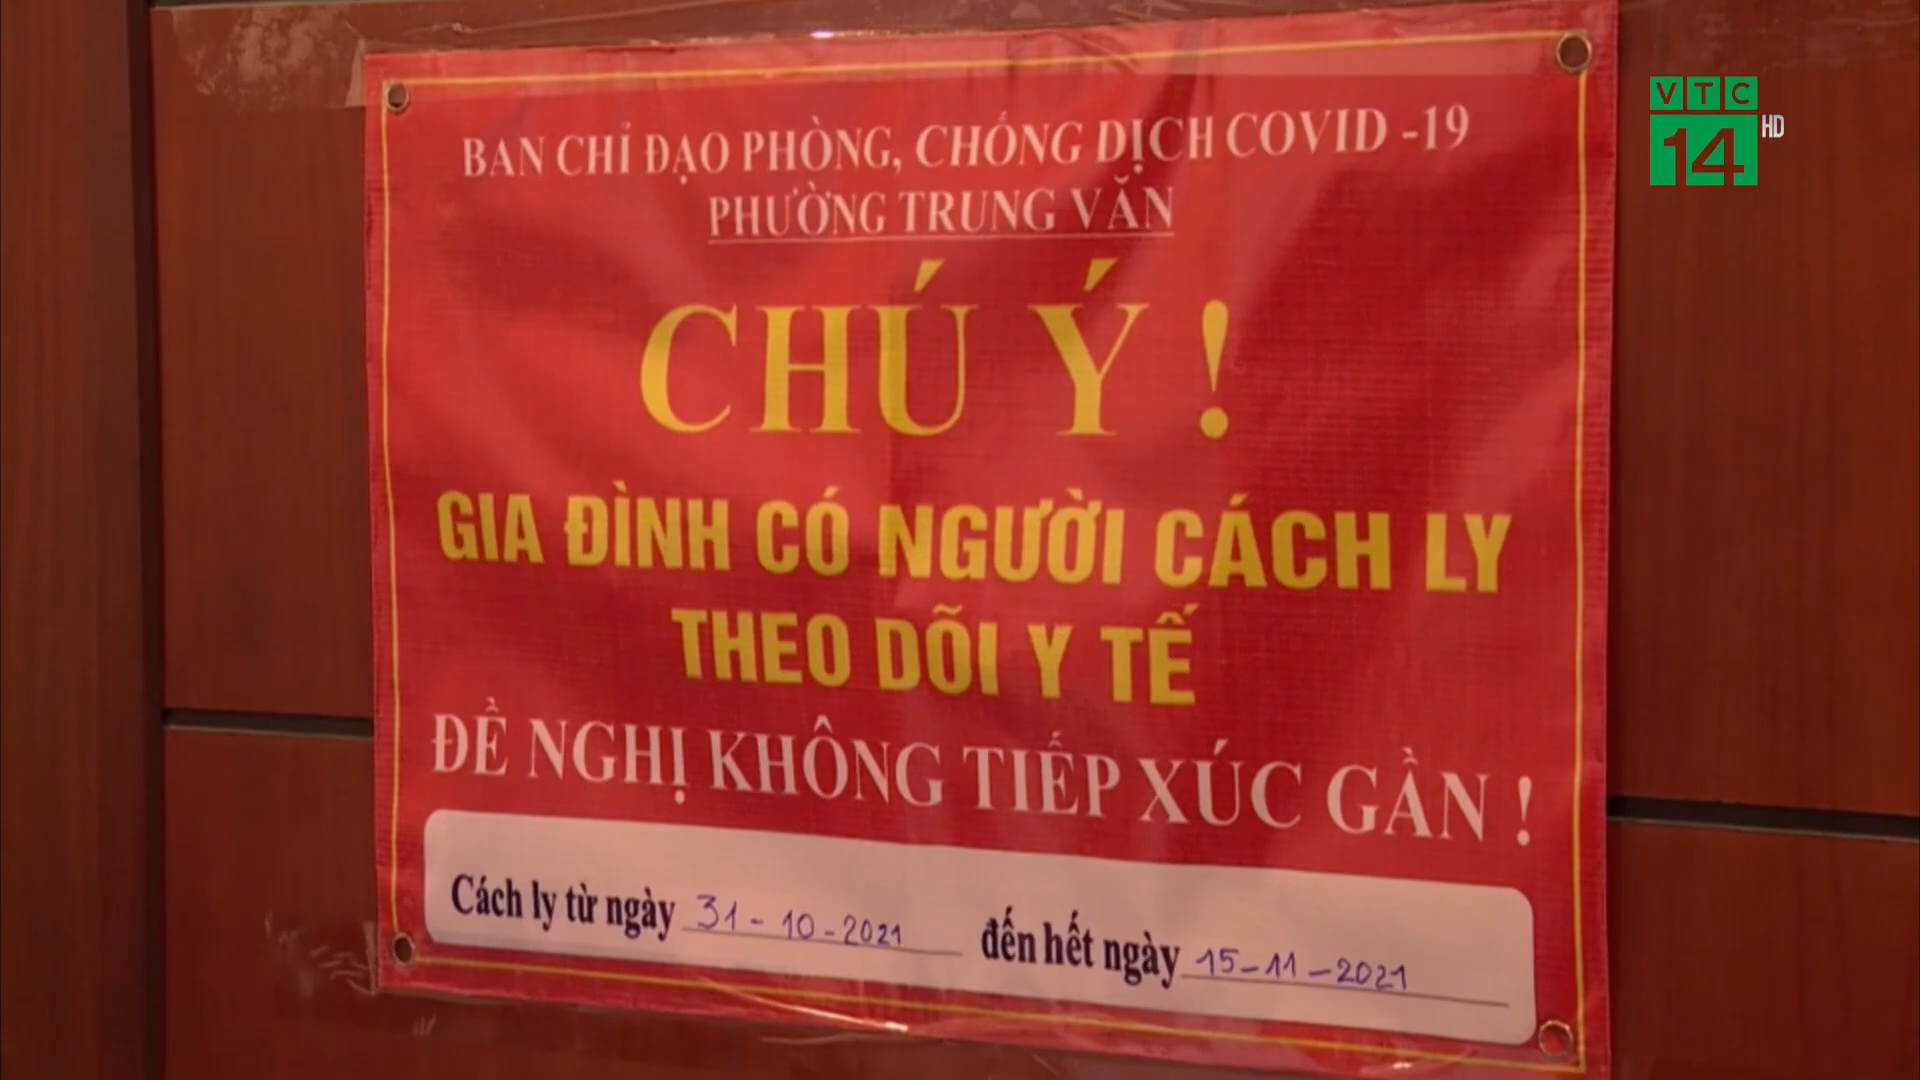 BAN CHỈ ĐẠO PHÒNG, CHỐNG DỊCH COVID -19
PHƯỜNG TRUNG VĂN
CHÚ Ý !
GIA ĐÌNH CÓ NGƯỜI CÁCH LY
THEO DÕI Y TẾ
ĐỀ NGHỊ KHÔNG TIẾP XÚC GẦN !
Cách ly từ ngày 31-10-2021 đến hết ngày 15-11-2021
VTC
14 HD